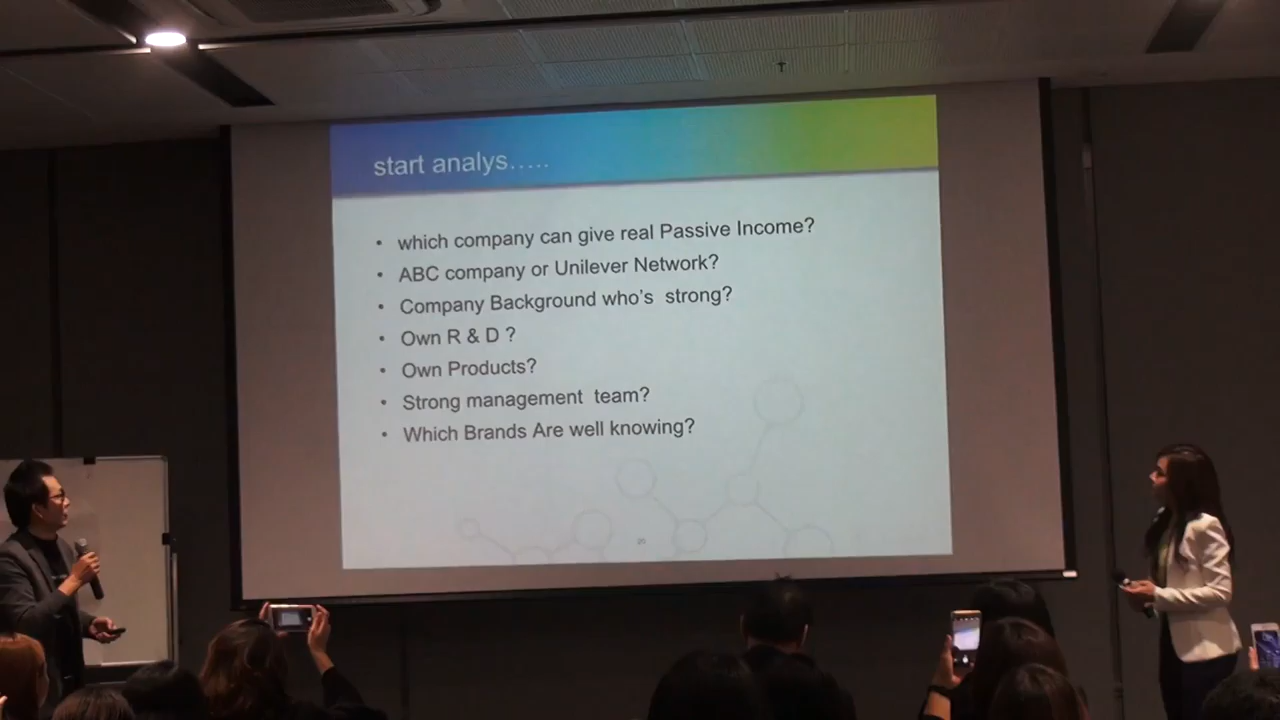 start analys.....
• which company can give real Passive Income?
• ABC company or Unilever Network?
• Company Background who's strong?
• Own R & D ?
• Own Products?
• Strong management team?
• Which Brands Are well knowing?